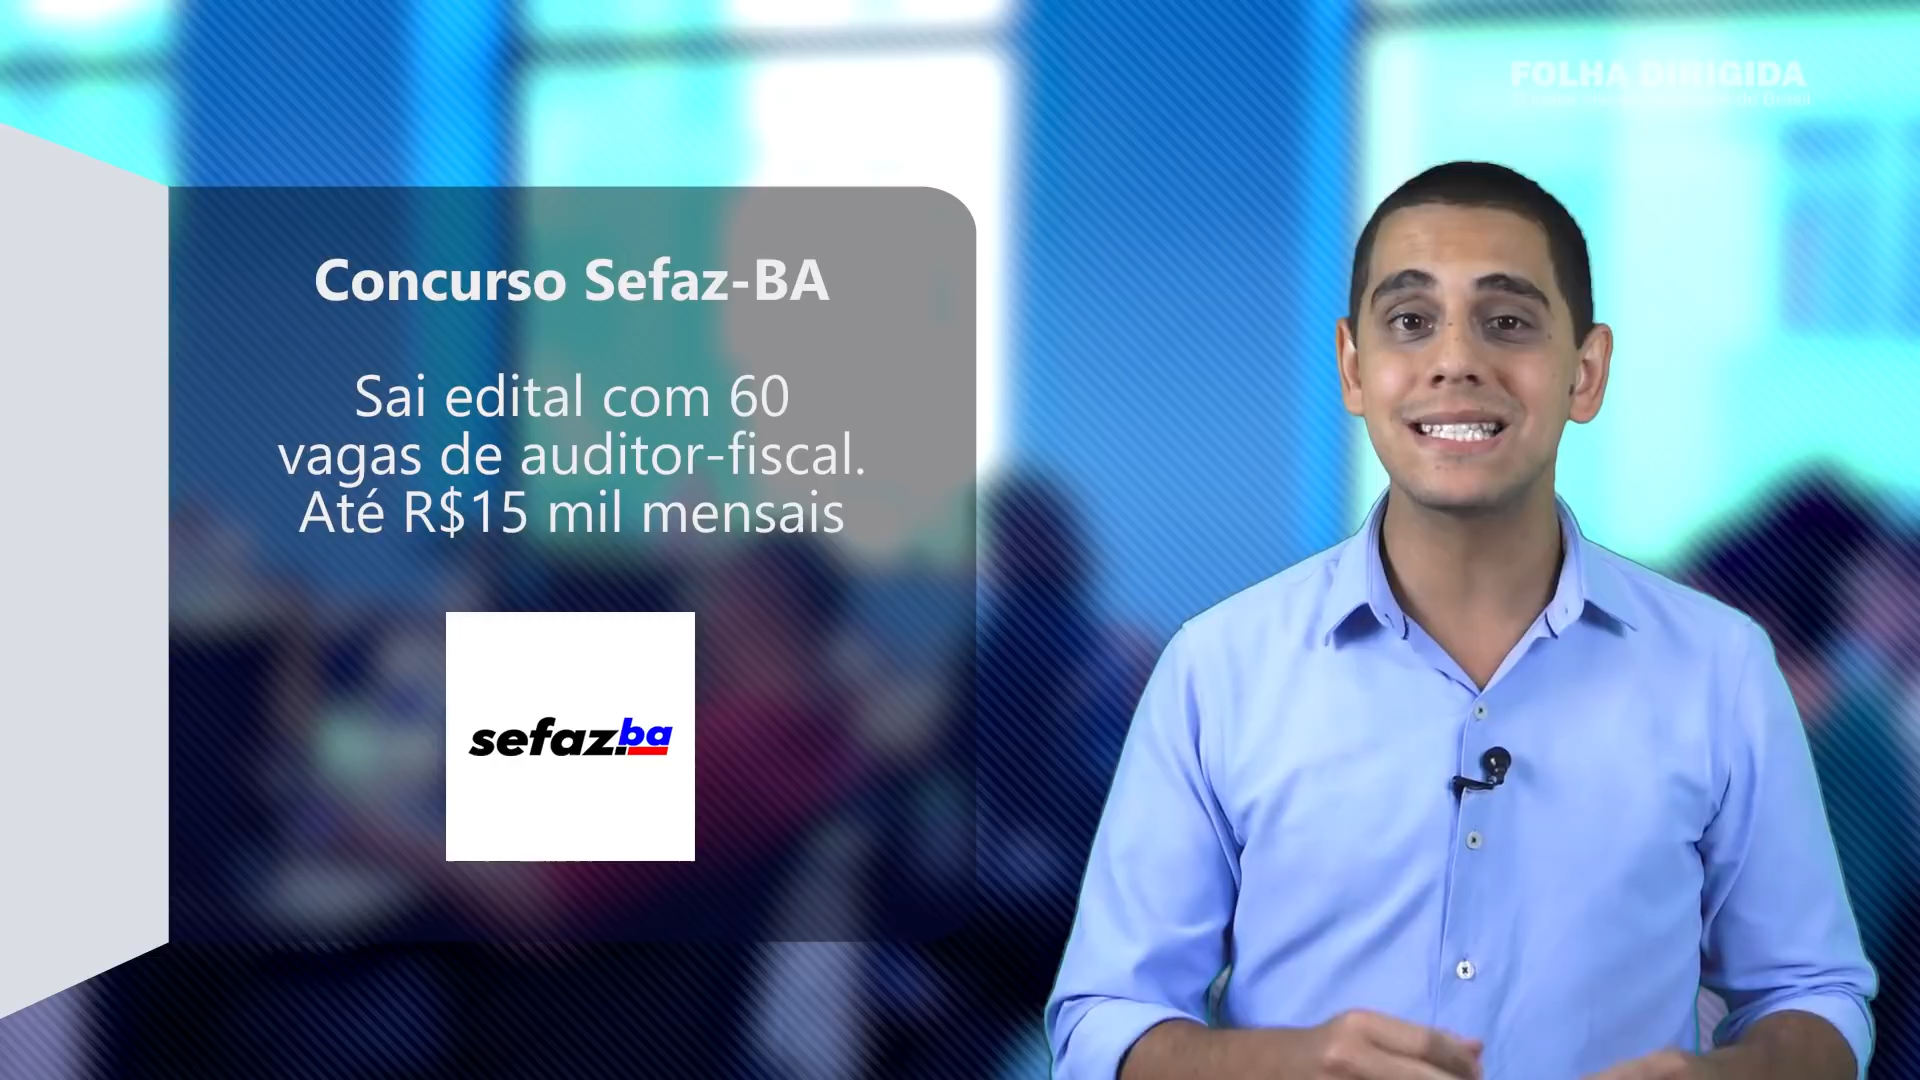 FOLHA DIRIGIDA
Concurso Sefaz-BA
Sai edital com 60
vagas de auditor-fiscal.
Até R$15 mil mensais
sefaz.ba